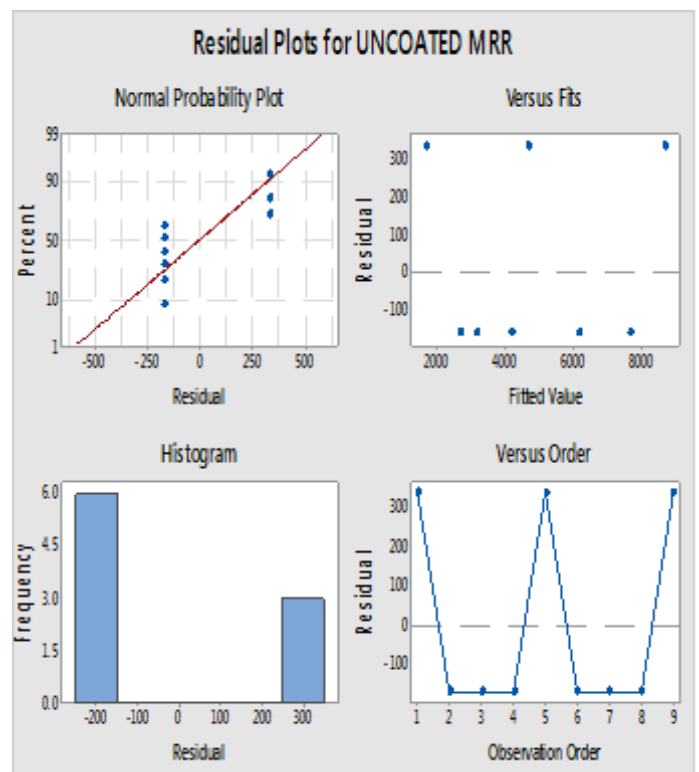 Residual Plots for UNCOATED MRR
Normal Probability Plot
99
90
50
10
1
Percent
-500 -250 0 250 500
Residual
Versus Fits
300
200
100
0
-100
Residual
2000 4000 6000 8000
Fitted Value
Histogram
6.0
4.5
3.0
1.5
0.0
Frequency
-200 -100 0 100 200 300
Residual
Versus Order
300
200
100
0
-100
Residual
1 2 3 4 5 6 7 8 9
Observation Order